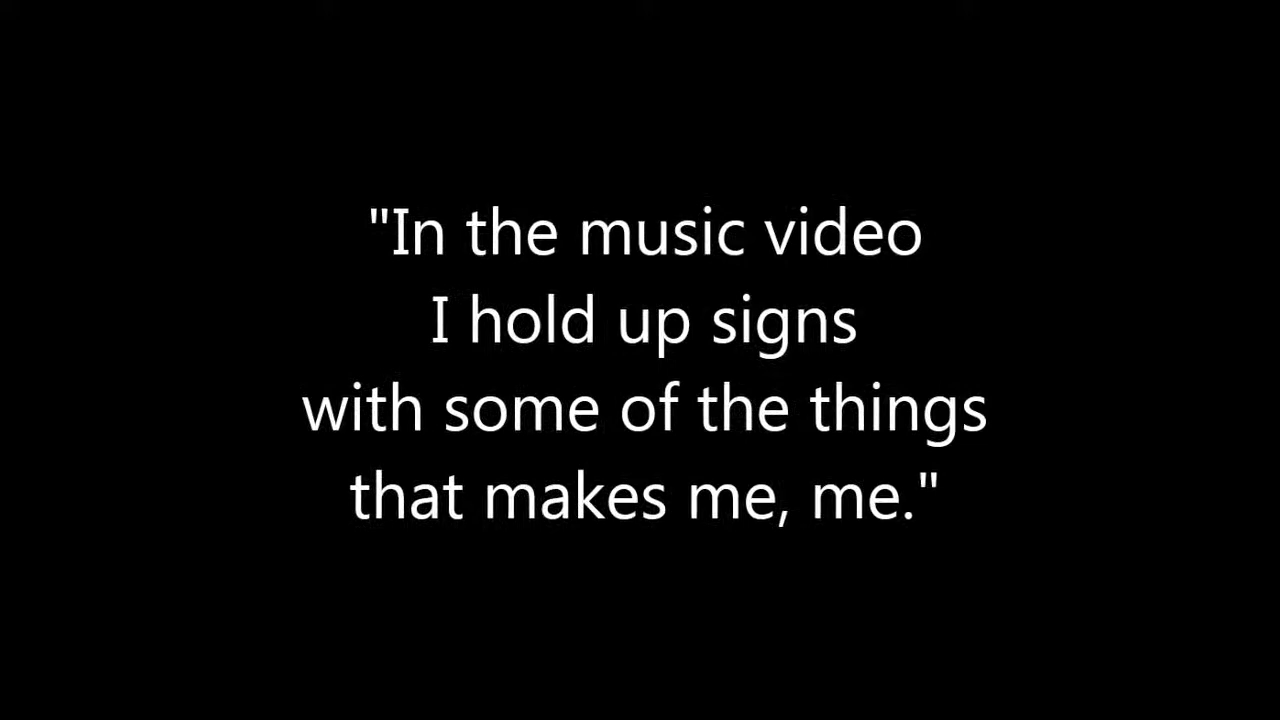 "In the music video
I hold up signs
with some of the things
that makes me, me."